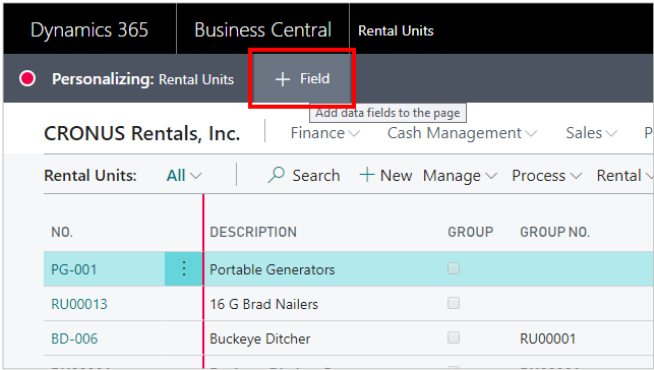 Dynamics 365 Business Central Rental Units
Personalizing: Rental Units + Field
Add data fields to the page
CRONUS Rentals, Inc. Finance Cash Management Sales P
Rental Units: All Search + New Manage Process Rental
NO. DESCRIPTION GROUP GROUP NO.
PG-001 Portable Generators
RU00013 16 G Brad Nailers
BD-006 Buckeye Ditcher RU00001